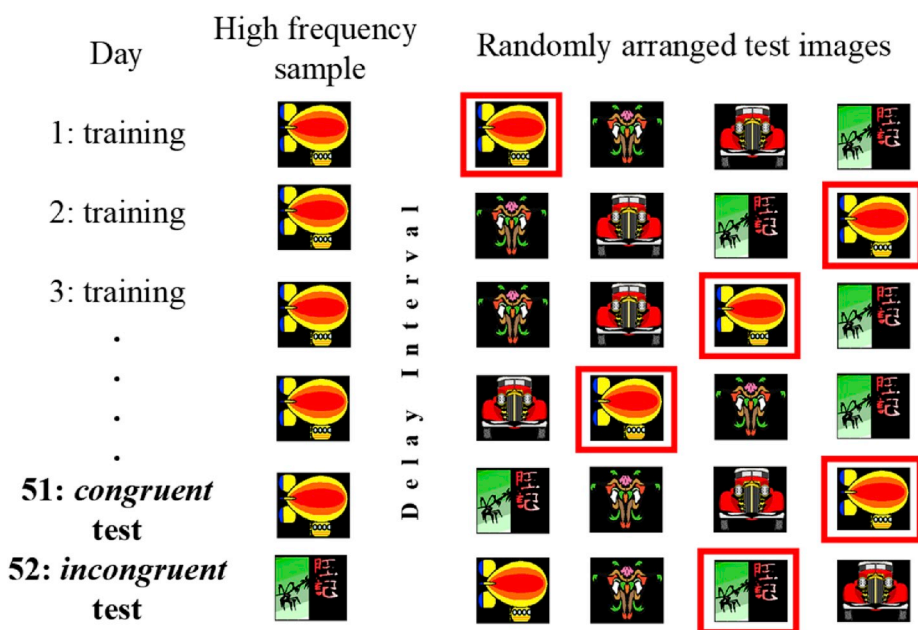 Day
High frequency
sample
Randomly arranged test images
1: training
2: training
3: training
.
.
.
.
51: congruent
test
52: incongruent
test
Delay Interval